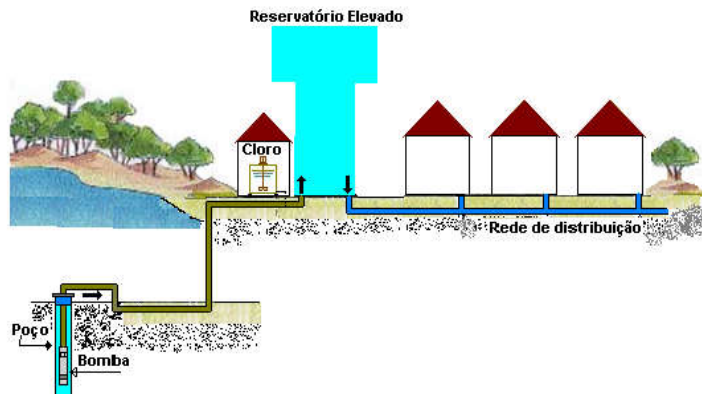 Reservatório Elevado
Cloro
Rede de distribuição
Poço
Bomba